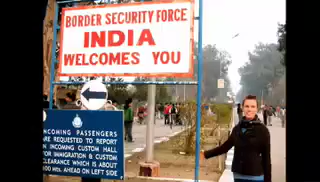 BORDER SECURITY FORCE
INDIA
WELCOMES YOU
INCOMING PASSENGERS
ARE REQUESTED TO REPORT
IN INCOMING CUSTOM HALL
FOR IMMIGRATION & CUSTOM
CLEARANCE WHICH IS ABOUT
100 Mtrs. AHEAD ON LEFT SIDE